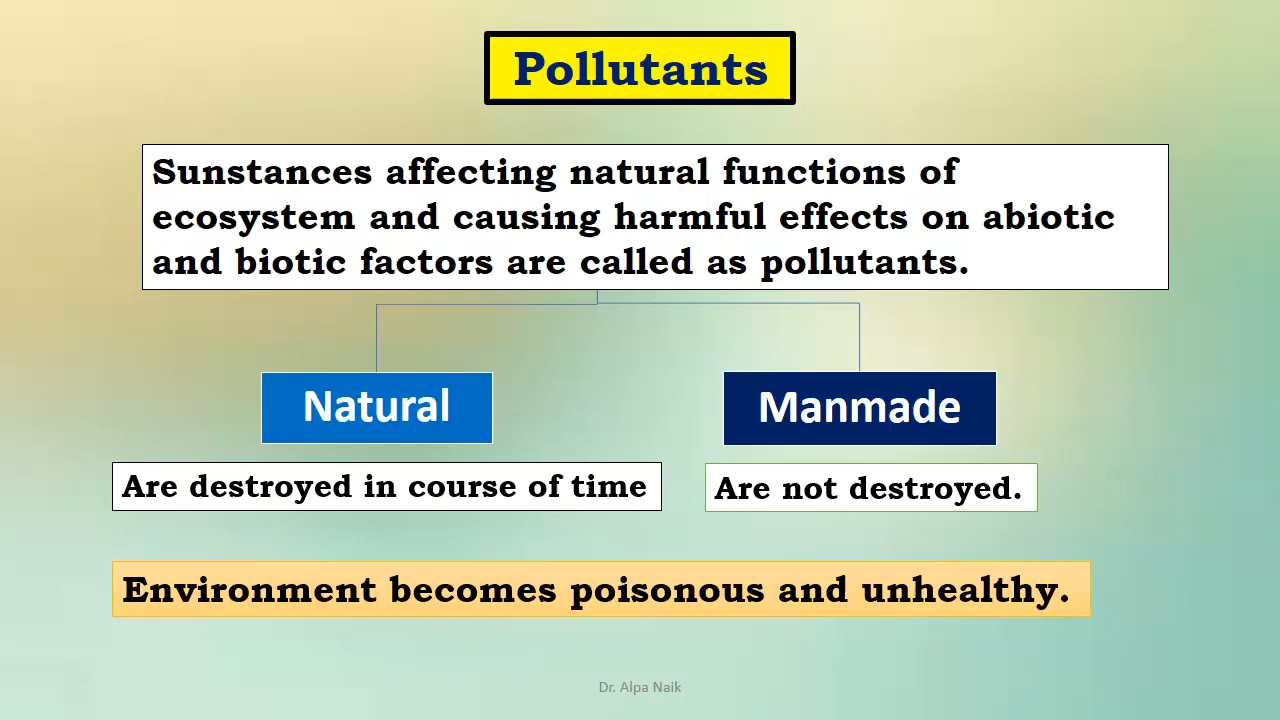 Pollutants
Sunstances affecting natural functions of
ecosystem and causing harmful effects on abiotic
and biotic factors are called as pollutants.
Natural
Manmade
Are destroyed in course of time
Are not destroyed.
Environment becomes poisonous and unhealthy.
Dr. Alpa Naik